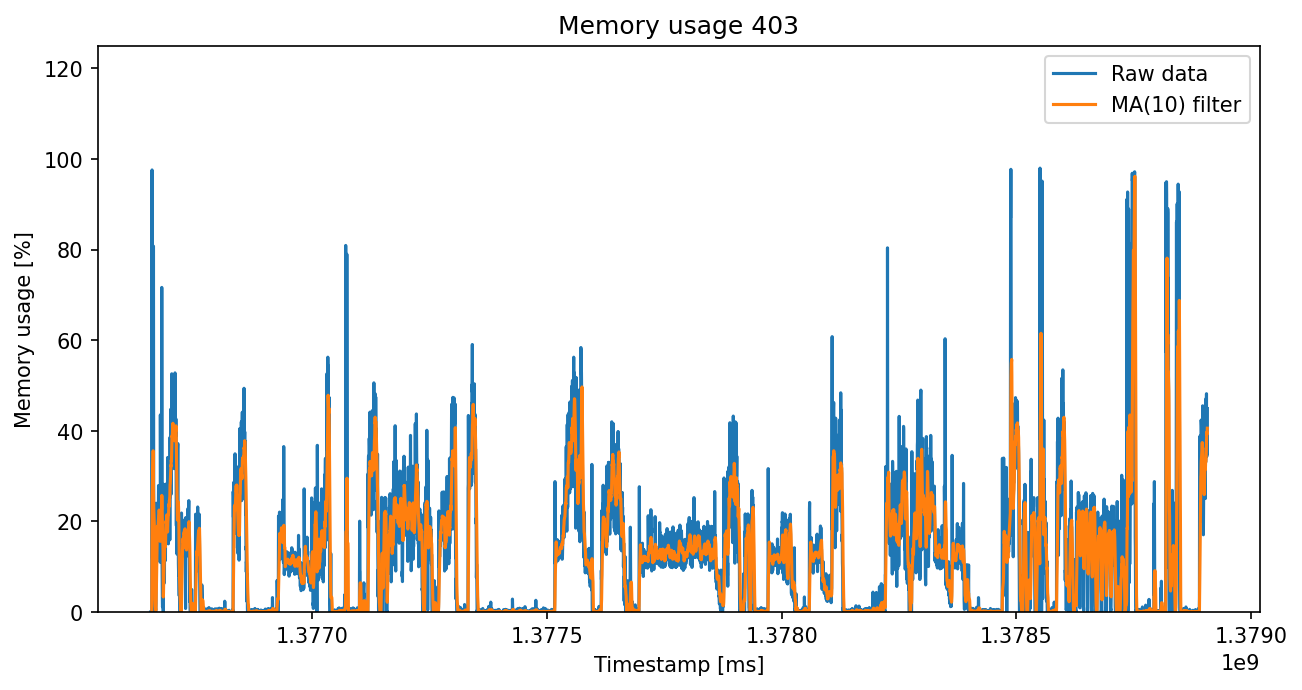 Memory usage 403
Raw data
MA(10) filter
Memory usage [%]
120
100
80
60
40
20
0
1.3770 1.3775 1.3780 1.3785 1.3790
1e9
Timestamp [ms]